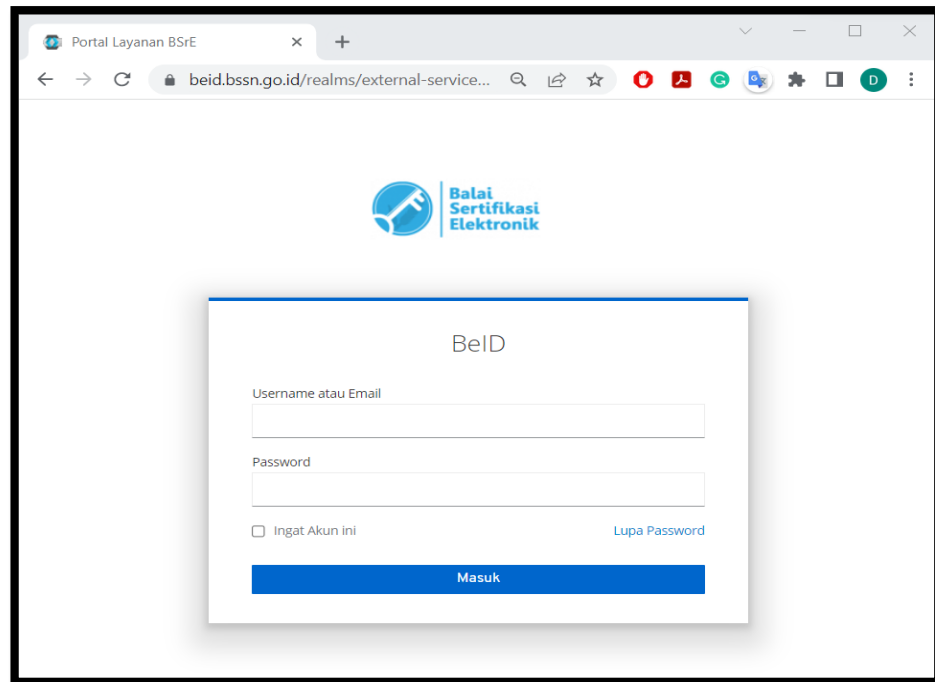 Portal Layanan BSrE
beid.bssn.go.id/realms/external-service...
D
Balai
Sertifikasi
Elektronik
BeID
Username atau Email
Password
Ingat Akun ini
Lupa Password
Masuk